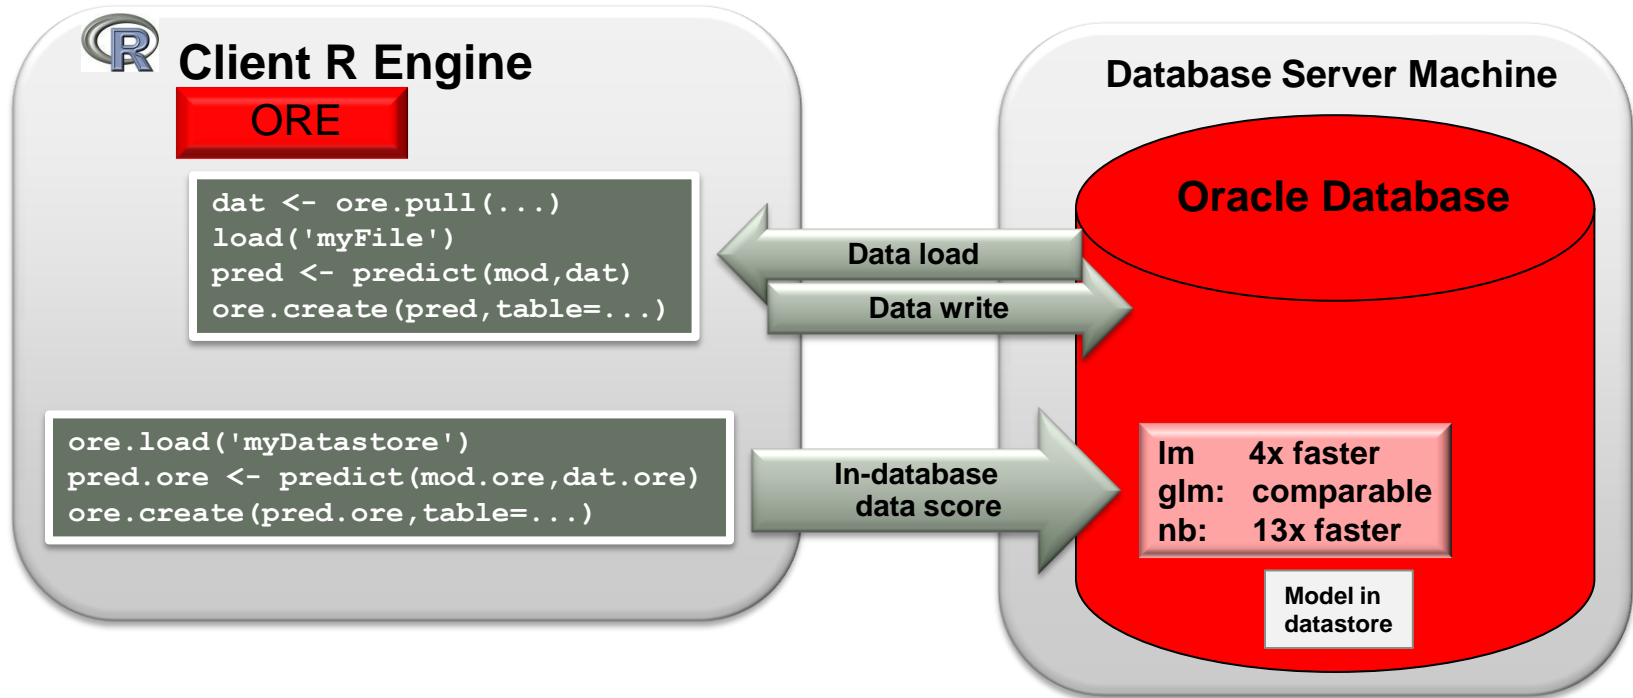 R
Client R Engine
ORE
dat <- ore.pull(...)
load('myFile')
pred <- predict(mod,dat)
ore.create(pred,table=...)
ore.load('myDatastore')
pred.ore <- predict(mod.ore,dat.ore)
ore.create(pred.ore,table=...)
Data load
Data write
In-database
data score
Database Server Machine
Oracle Database
lm 4x faster
glm: comparable
nb: 13x faster
Model in
datastore